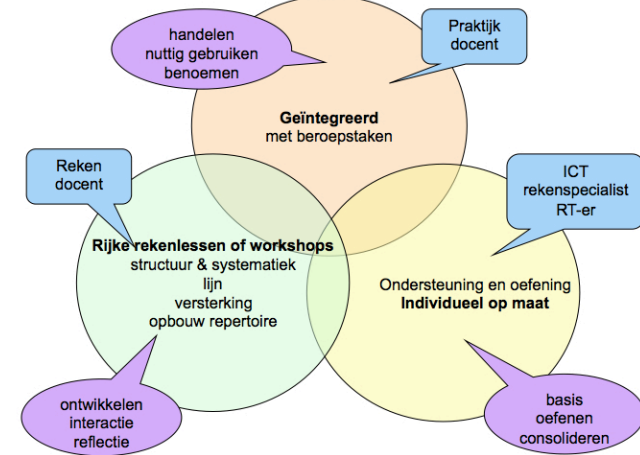 handelen
nuttig gebruiken
benoemen
Praktijk
docent
Geïntegreerd
met beroepstaken
Reken
docent
ICT
rekenspecialist
RT-er
Rijke rekenlessen of workshops
structuur & systematiek
lijn
versterking
opbouw repertoire
Ondersteuning en oefening
Individueel op maat
ontwikkelen
interactie
reflectie
basis
oefenen
consolideren